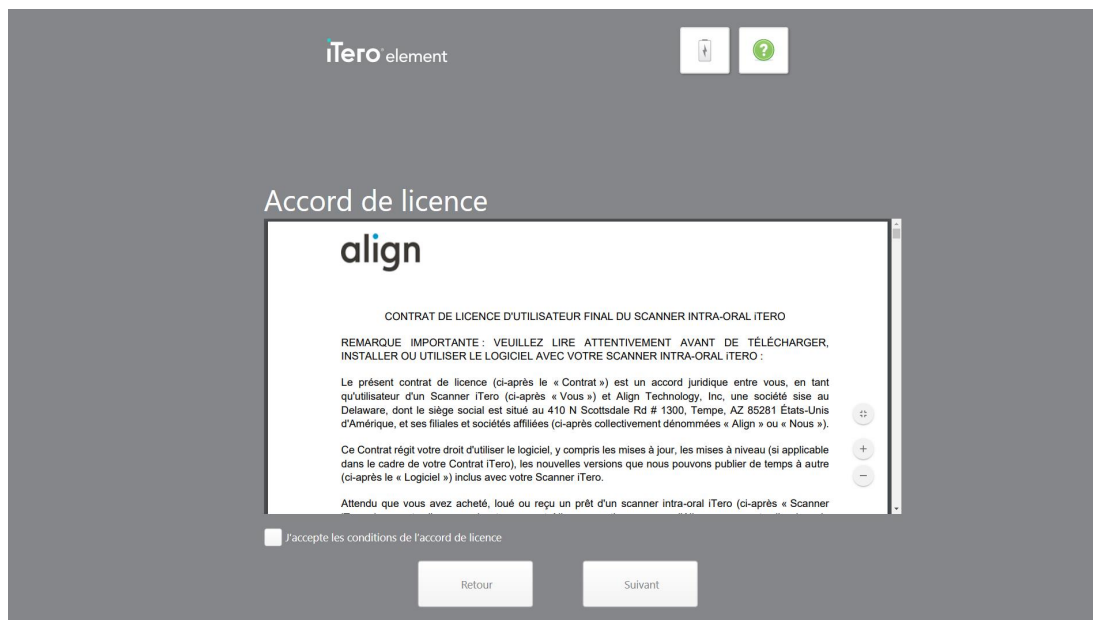 iTero element
Accord de licence
align
CONTRAT DE LICENCE D'UTILISATEUR FINAL DU SCANNER INTRA-ORAL iTERO
REMARQUE IMPORTANTE : VEUILLEZ LIRE ATTENTIVEMENT AVANT DE TÉLÉCHARGER,
INSTALLER OU UTILISER LE LOGICIEL AVEC VOTRE SCANNER INTRA-ORAL iTERO :
Le présent contrat de licence (ci-après le « Contrat ») est un accord juridique entre vous, en tant
qu'utilisateur d'un Scanner iTero (ci-après « Vous ») et Align Technology, Inc, une société sise au
Delaware, dont le siège social est situé au 410 N Scottsdale Rd # 1300, Tempe, AZ 85281 États-Unis
d'Amérique, et ses filiales et sociétés affiliées (ci-après collectivement dénommées « Align » ou « Nous »).
Ce Contrat régit votre droit d'utiliser le logiciel, y compris les mises à jour, les mises à niveau (si applicable
dans le cadre de votre Contrat iTero), les nouvelles versions que nous pouvons publier de temps à autre
(ci-après le « Logiciel ») inclus avec votre Scanner iTero.
Attendu que vous avez acheté, loué ou reçu un prêt d'un scanner intra-oral iTero (ci-après « Scanner
J'accepte les conditions de l'accord de licence
Retour
Suivant